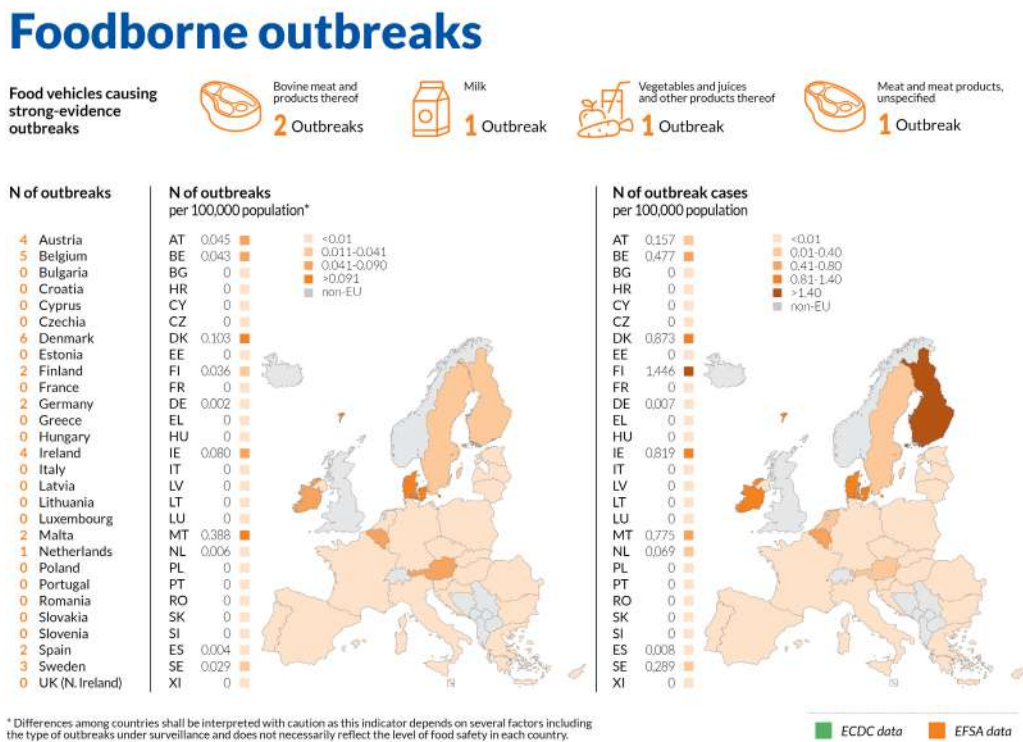 Foodborne outbreaks
Food vehicles causing
strong-evidence
outbreaks
Bovine meat and
products thereof
2 Outbreaks
Milk
1 Outbreak
Vegetables and juices
and other products thereof
1 Outbreak
Meat and meat products,
unspecified
1 Outbreak
N of outbreaks
4 Austria
5 Belgium
0 Bulgaria
0 Croatia
0 Cyprus
0 Czechia
6 Denmark
0 Estonia
2 Finland
0 France
2 Germany
0 Greece
0 Hungary
4 Ireland
0 Italy
0 Latvia
0 Lithuania
0 Luxembourg
2 Malta
1 Netherlands
0 Poland
0 Portugal
0 Romania
0 Slovakia
0 Slovenia
2 Spain
3 Sweden
0 UK (N. Ireland)
N of outbreaks
per 100,000 population*
AT 0.045
BE 0.043
BG 0
HR 0
CY 0
CZ 0
DK 0.103
EE 0
FI 0.036
FR 0
DE 0.002
EL 0
HU 0
IE 0.080
IT 0
LV 0
LT 0
LU 0
MT 0.388
NL 0.006
PL 0
PT 0
RO 0
SK 0
SI 0
ES 0.004
SE 0.029
XI 0
<0.01
0.011-0.041
0.041-0.090
>0.091
non-EU
N of outbreak cases
per 100,000 population
AT 0.157
BE 0.477
BG 0
HR 0
CY 0
CZ 0
DK 0.873
EE 0
FI 1.446
FR 0
DE 0.007
EL 0
HU 0
IE 0.819
IT 0
LV 0
LT 0
LU 0
MT 0.775
NL 0.069
PL 0
PT 0
RO 0
SK 0
SI 0
ES 0.008
SE 0.289
XI 0
<0.01
0.01-0.40
0.41-0.80
0.81-1.40
>1.40
non-EU
* Differences among countries shall be interpreted with caution as this indicator depends on several factors including
the type of outbreaks under surveillance and does not necessarily reflect the level of food safety in each country.
ECDC data
EFSA data